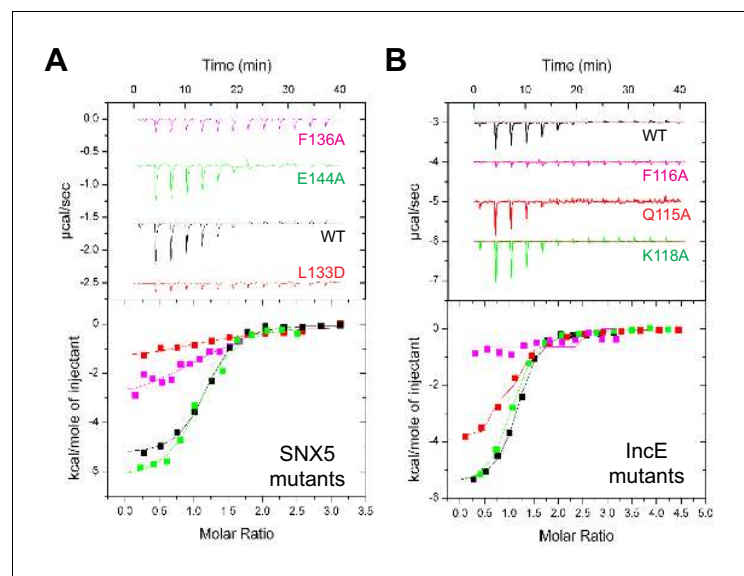 A
Time (min)
0 10 20 30 40
0.0
-0.5
-1.0
-1.5
-2.0
-2.5
µcal/sec
F136A
E144A
WT
L133D
0
-2
-4
-6
kcal/mole of injectant
SNX5
mutants
0.0 0.5 1.0 1.5 2.0 2.5 3.0 3.5
Molar Ratio
B
Time (min)
0 10 20 30 40
-3
-4
-5
-6
-7
µcal/sec
WT
F116A
Q115A
K118A
0
-2
-4
-6
kcal/mole of injectant
IncE
mutants
0.0 0.5 1.0 1.5 2.0 2.5 3.0 3.5 4.0 4.5 5.0
Molar Ratio